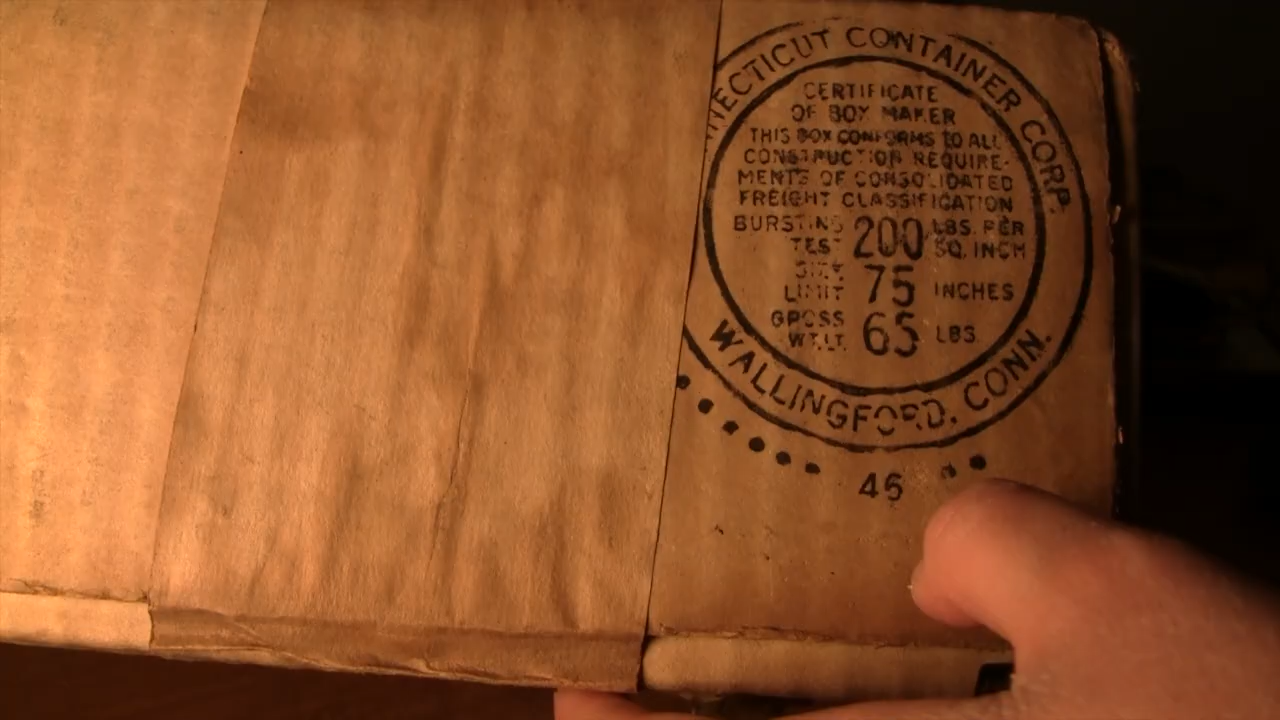 NECTICUT CONTAINER CORP.
CERTIFICATE
OF BOX MAKER
THIS BOX CONFORMS TO ALL
CONSTRUCTION REQUIRE-
MENTS OF CONSOLIDATED
FREIGHT CLASSIFICATION
BURSTING TEST 200 LBS. PER SQ. INCH
SIZE LIMIT 75 INCHES
GROSS WT. LT. 65 LBS.
WALLINGFORD, CONN.
46